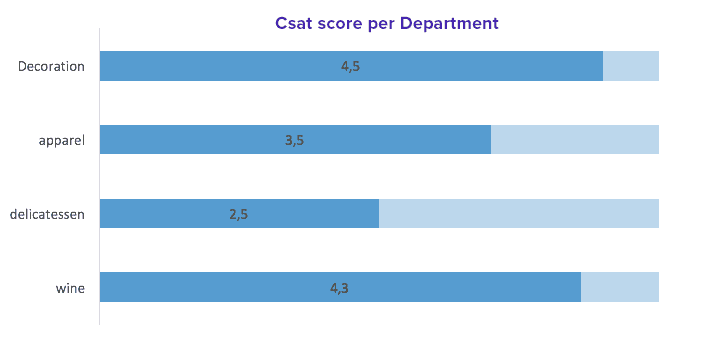 Csat score per Department
Decoration
4,5
apparel
3,5
delicatessen
2,5
wine
4,3